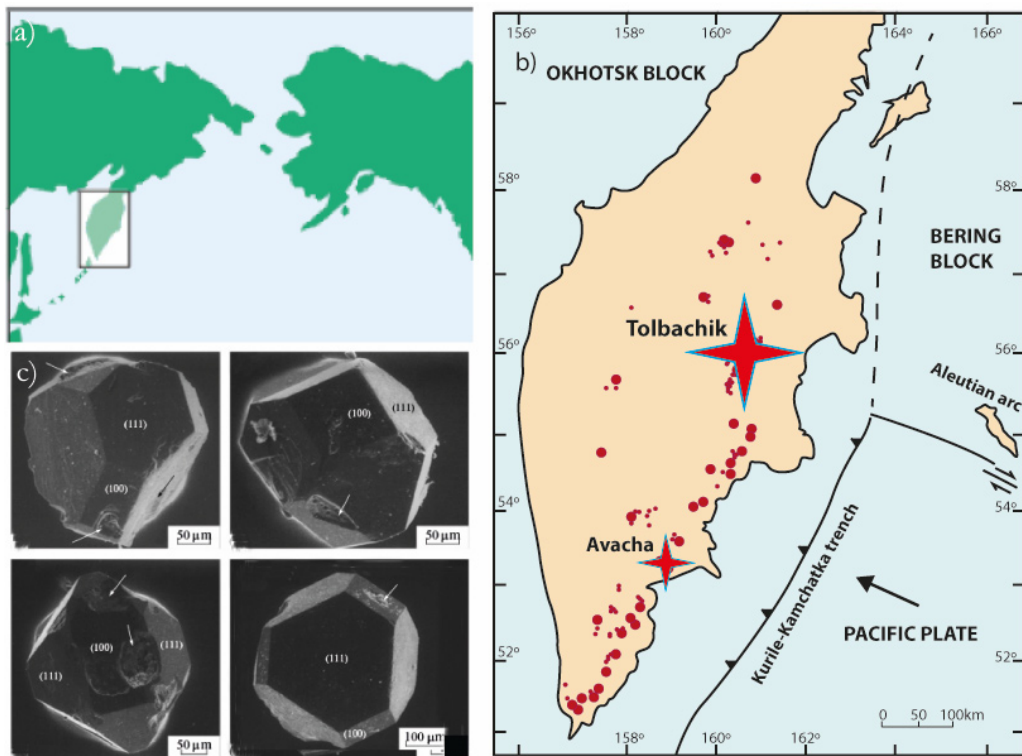 a)
b)
156°
158°
160°
164°
166°
OKHOTSK BLOCK
58°
58°
BERING
BLOCK
Tolbachik
56°
56°
Aleutian arc
54°
54°
Avacha
Kurile-Kamchatka trench
PACIFIC PLATE
52°
52°
0
50
100km
158°
160°
162°
164°
c)
(111)
(100)
50 µm
(100)
(111)
50 µm
(100)
(111)
(111)
50 µm
(111)
(100)
100 µm